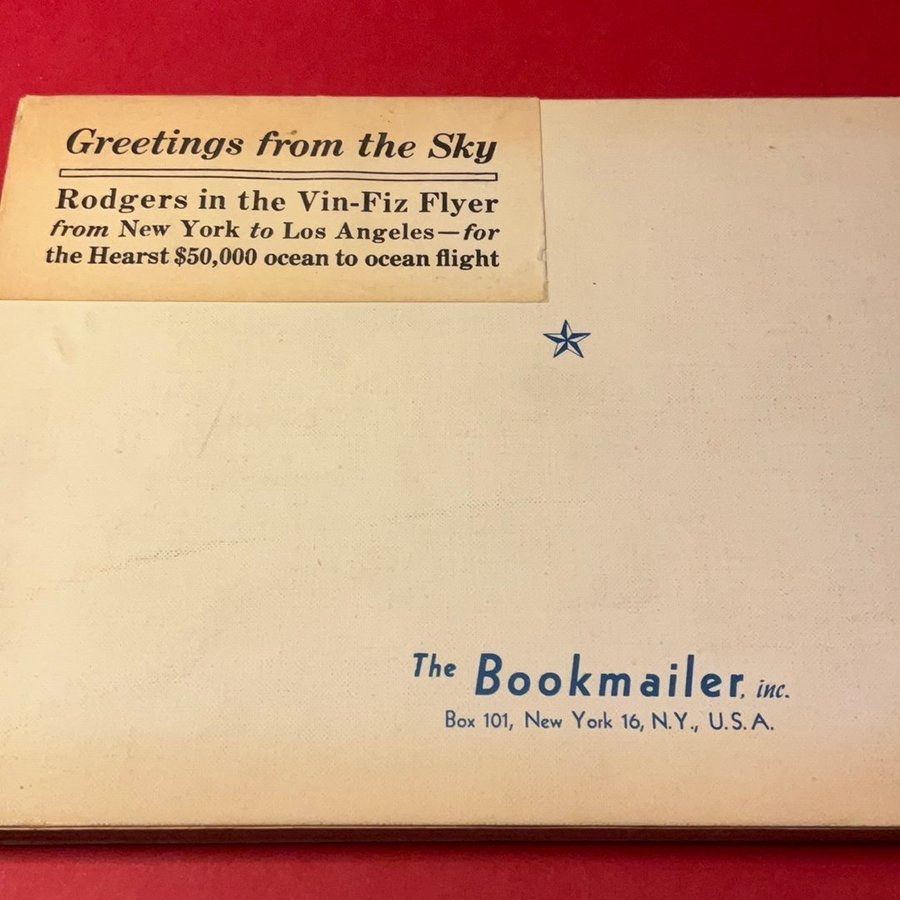 Greetings from the Sky
Rodgers in the Vin-Fiz Flyer
from New York to Los Angeles—for
the Hearst $50,000 ocean to ocean flight
The Bookmailer, inc.
Box 101, New York 16, N.Y., U.S.A.